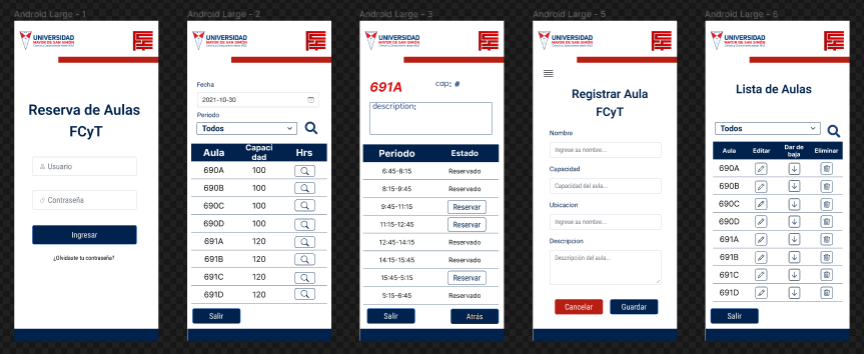 Android Large - 1
UNIVERSIDAD
MAYOR DE SAN SIMÓN
Reserva de Aulas
FCyT
Usuario
Contraseña
Ingresar
¿Olvidaste tu contraseña?
Android Large - 2
UNIVERSIDAD
MAYOR DE SAN SIMÓN
Fecha
2021-10-30
Periodo
Todos
Aula Capaci Hrs
dad
690A 100
690B 100
690C 100
690D 100
691A 120
691B 120
691C 120
691D 120
Salir
Android Large - 3
UNIVERSIDAD
MAYOR DE SAN SIMÓN
691A cap: #
description:
Periodo Estado
6:45-8:15 Reservado
8:15-9:45 Reservado
9:45-11:15 Reservar
11:15-12:45 Reservar
12:45-14:15 Reservado
14:15-15:45 Reservado
15:45-5:15 Reservar
5:15-6:45 Reservado
Salir Atrás
Android Large - 5
UNIVERSIDAD
MAYOR DE SAN SIMÓN
Registrar Aula
FCyT
Nombre
Ingrese su nombre...
Capacidad
Capacidad del aula...
Ubicacion
Ingrese su nombre...
Descripcion
Descripción del aula...
Cancelar Guardar
Android Large - 6
UNIVERSIDAD
MAYOR DE SAN SIMÓN
Lista de Aulas
Todos
Aula Editar Dar de Eliminar
baja
690A
690B
690C
690D
691A
691B
691C
691D
Salir